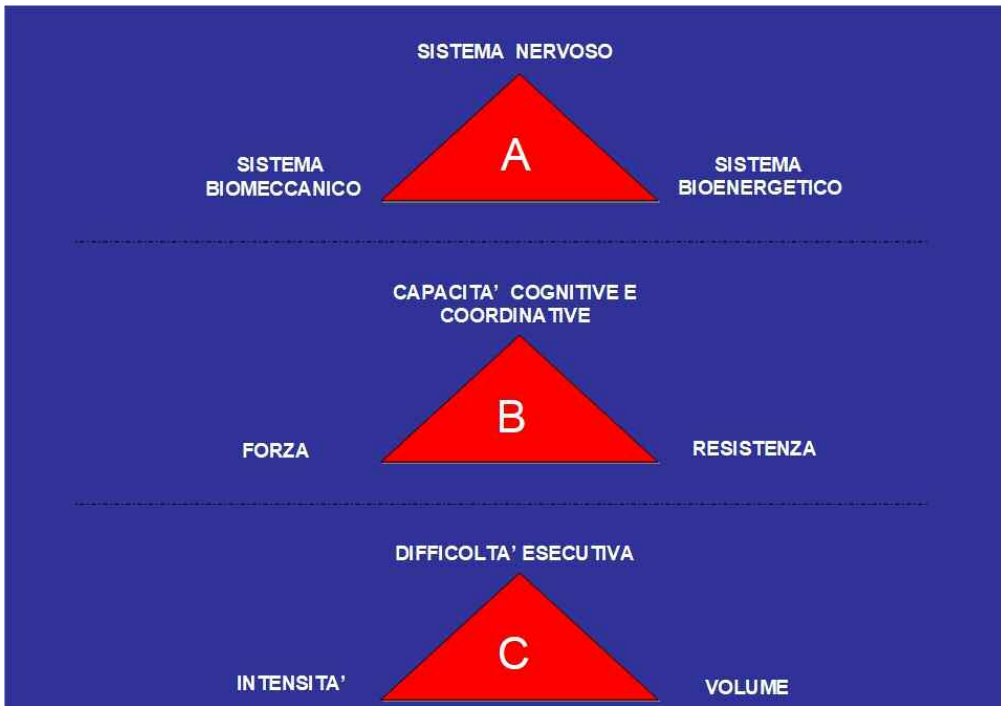 SISTEMA NERVOSO
A
SISTEMA
BIOMECCANICO
SISTEMA
BIOENERGETICO
CAPACITA' COGNITIVE E
COORDINATIVE
B
FORZA
RESISTENZA
DIFFICOLTA' ESECUTIVA
C
INTENSITA'
VOLUME